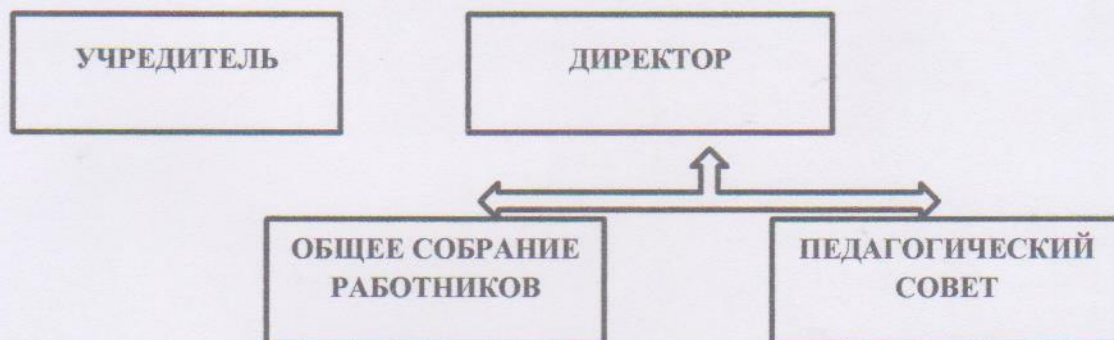 УЧРЕДИТЕЛЬ
ДИРЕКТОР
ОБЩЕЕ СОБРАНИЕ
РАБОТНИКОВ
ПЕДАГОГИЧЕСКИЙ
СОВЕТ